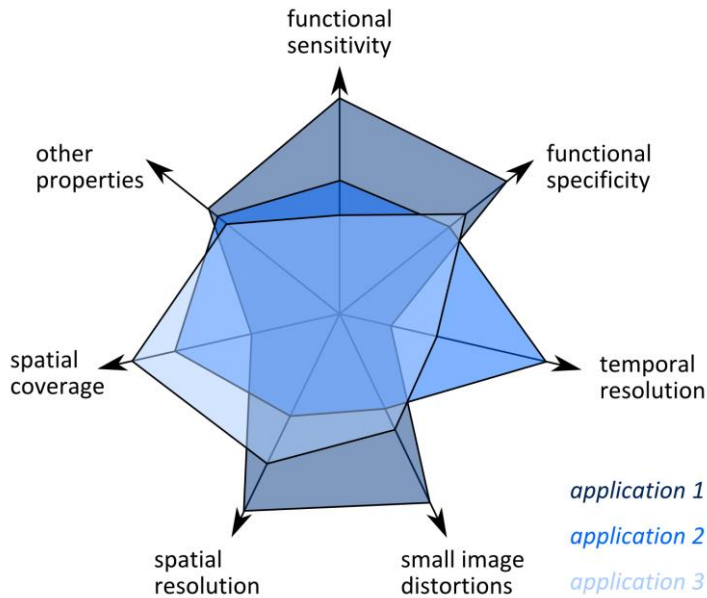 functional
sensitivity
other
properties
functional
specificity
spatial
coverage
temporal
resolution
spatial
resolution
small image
distortions
application 1
application 2
application 3